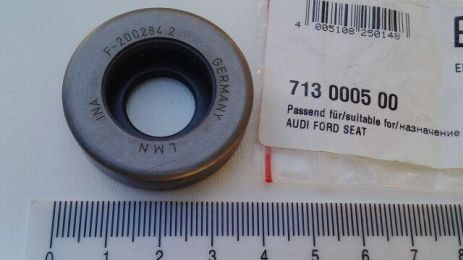 F-200284.2 GERMANY
INA LMN
4 005108 250148
713 0005 00
Passend für/suitable for/назначение
AUDI FORD SEAT
0 1 2 3 4 5 6 7 8